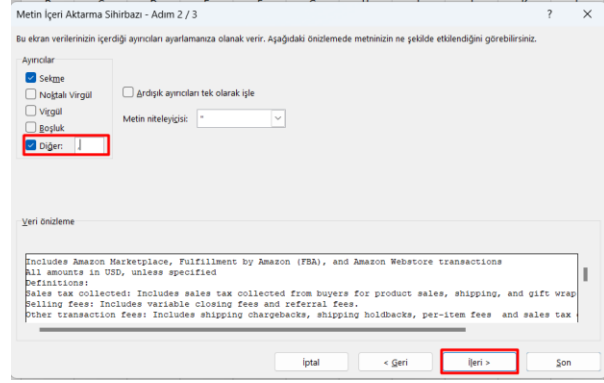 Metin İçeri Aktarma Sihirbazı - Adım 2 / 3 ? ×
Bu ekran verilerinizin içerdiği ayırıcıları ayarlamanıza olanak verir. Aşağıdaki önizlemede metninizin ne şekilde etkilendiğini görebilirsiniz.
Ayırıcılar
Sekme
Noktalı Virgül
Virgül
Boşluk
Diğer:
Ardışık ayırıcıları tek olarak işle
Metin niteleyicisi: "
Veri önizleme
Includes Amazon Marketplace, Fulfillment by Amazon (FBA), and Amazon Webstore transactions
All amounts in USD, unless specified
Definitions:
Sales tax collected: Includes sales tax collected from buyers for product sales, shipping, and gift wrap
Selling fees: Includes variable closing fees and referral fees.
Other transaction fees: Includes shipping chargebacks, shipping holdbacks, per-item fees and sales tax
İptal
< Geri
İleri >
Son